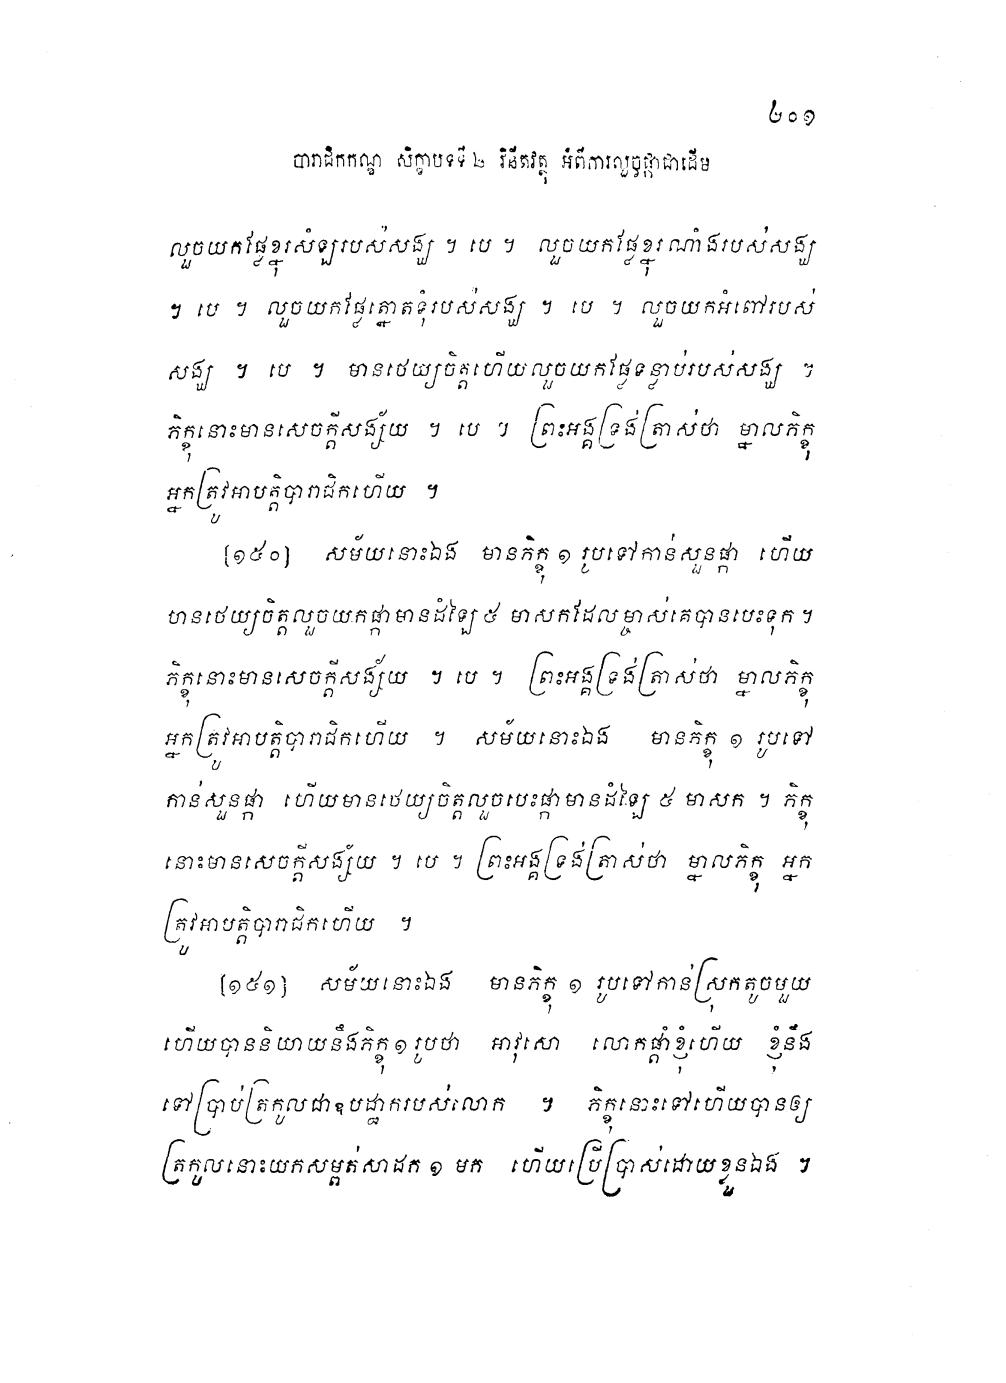 ២០១
បារាជិកកណ្ឌ សិក្ខាបទទី ២ វិនីតវត្ថុ អំពីការលួចផ្កាជាដើម
លួចយកផ្លែខ្នុរសំឡរបស់សង្ឃ ។ បេ ។ លួចយកផ្លែខ្នុរណាំងរបស់សង្ឃ
។ បេ ។ លួចយកផ្លែត្នោតទុំរបស់សង្ឃ ។ បេ ។ លួចយកអំពៅរបស់
សង្ឃ ។ បេ ។ មានថេយ្យចិត្តហើយលួចយកផ្លែទន្លាប់របស់សង្ឃ ។
ភិក្ខុនោះមានសេចក្តីសង្ស័យ ។ បេ ។ ព្រះអង្គទ្រង់ត្រាស់ថា ម្នាលភិក្ខុ
អ្នកត្រូវអាបត្តិបារាជិកហើយ ។
[១៥០] សម័យនោះឯង មានភិក្ខុ ១ រូបទៅកាន់សួនផ្កា ហើយ
មានថេយ្យចិត្តលួចយកផ្កាមានដំឡៃ ៥ មាសកដែលម្ចាស់គេបានបេះទុក ។
ភិក្ខុនោះមានសេចក្តីសង្ស័យ ។ បេ ។ ព្រះអង្គទ្រង់ត្រាស់ថា ម្នាលភិក្ខុ
អ្នកត្រូវអាបត្តិបារាជិកហើយ ។ សម័យនោះឯង មានភិក្ខុ ១ រូបទៅ
កាន់សួនផ្កា ហើយមានថេយ្យចិត្តលួចបេះផ្កាមានដំឡៃ ៥ មាសក ។ ភិក្ខុ
នោះមានសេចក្តីសង្ស័យ ។ បេ ។ ព្រះអង្គទ្រង់ត្រាស់ថា ម្នាលភិក្ខុ អ្នក
ត្រូវអាបត្តិបារាជិកហើយ ។
[១៥១] សម័យនោះឯង មានភិក្ខុ ១ រូបទៅកាន់ស្រុកតូចមួយ
ហើយបាននិយាយនឹងភិក្ខុ ១ រូបថា អាវុសោ លោកផ្តាំខ្ញុំហើយ ខ្ញុំនឹង
ទៅប្រាប់ត្រកូលជាឧបដ្ឋាករបស់លោក ។ ភិក្ខុនោះទៅហើយបានឲ្យ
ត្រកូលនោះយកសម្ពត់សាដក ១ មក ហើយប្រើប្រាស់ដោយខ្លួនឯង ។